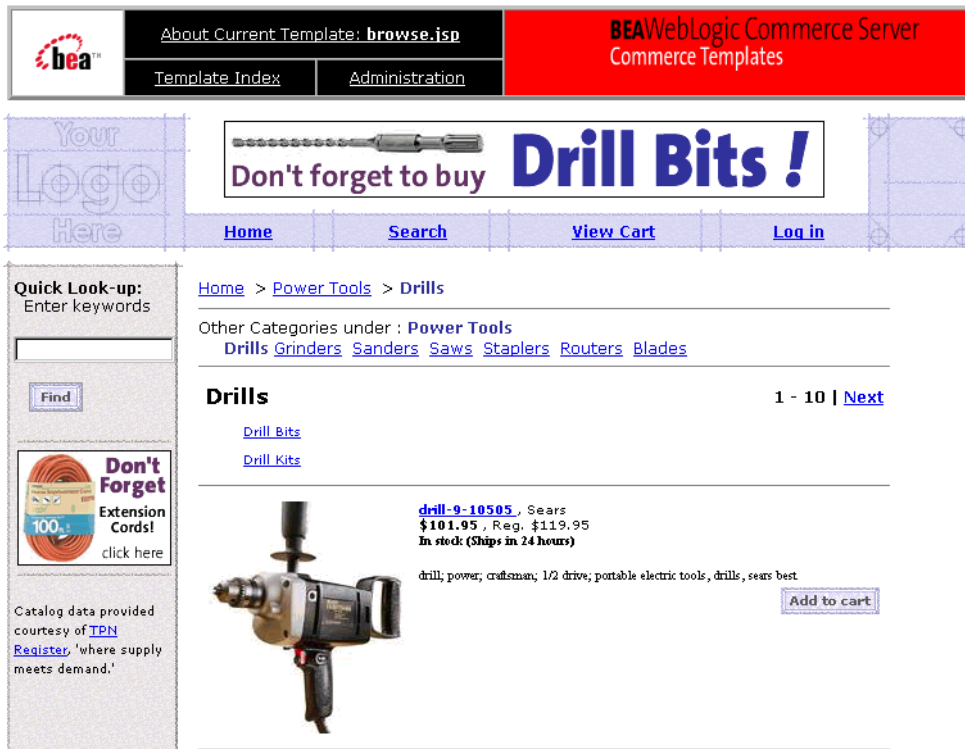 bea™
About Current Template: browse.jsp
Template Index
Administration
BEAWebLogic Commerce Server
Commerce Templates
Your
Logo
Here
Don't forget to buy Drill Bits !
Home
Search
View Cart
Log in
Quick Look-up:
Enter keywords
Find
Don't
Forget
Extension
Cords!
click here
100 ft.
Catalog data provided
courtesy of TPN
Register, 'where supply
meets demand.'
Home > Power Tools > Drills
Other Categories under : Power Tools
Drills Grinders Sanders Saws Staplers Routers Blades
Drills
1 - 10 | Next
Drill Bits
Drill Kits
drill-9-10505 , Sears
$101.95 , Reg. $119.95
In stock (Ships in 24 hours)
drill; power; craftsman; 1/2 drive; portable electric tools, drills, sears best
Add to cart